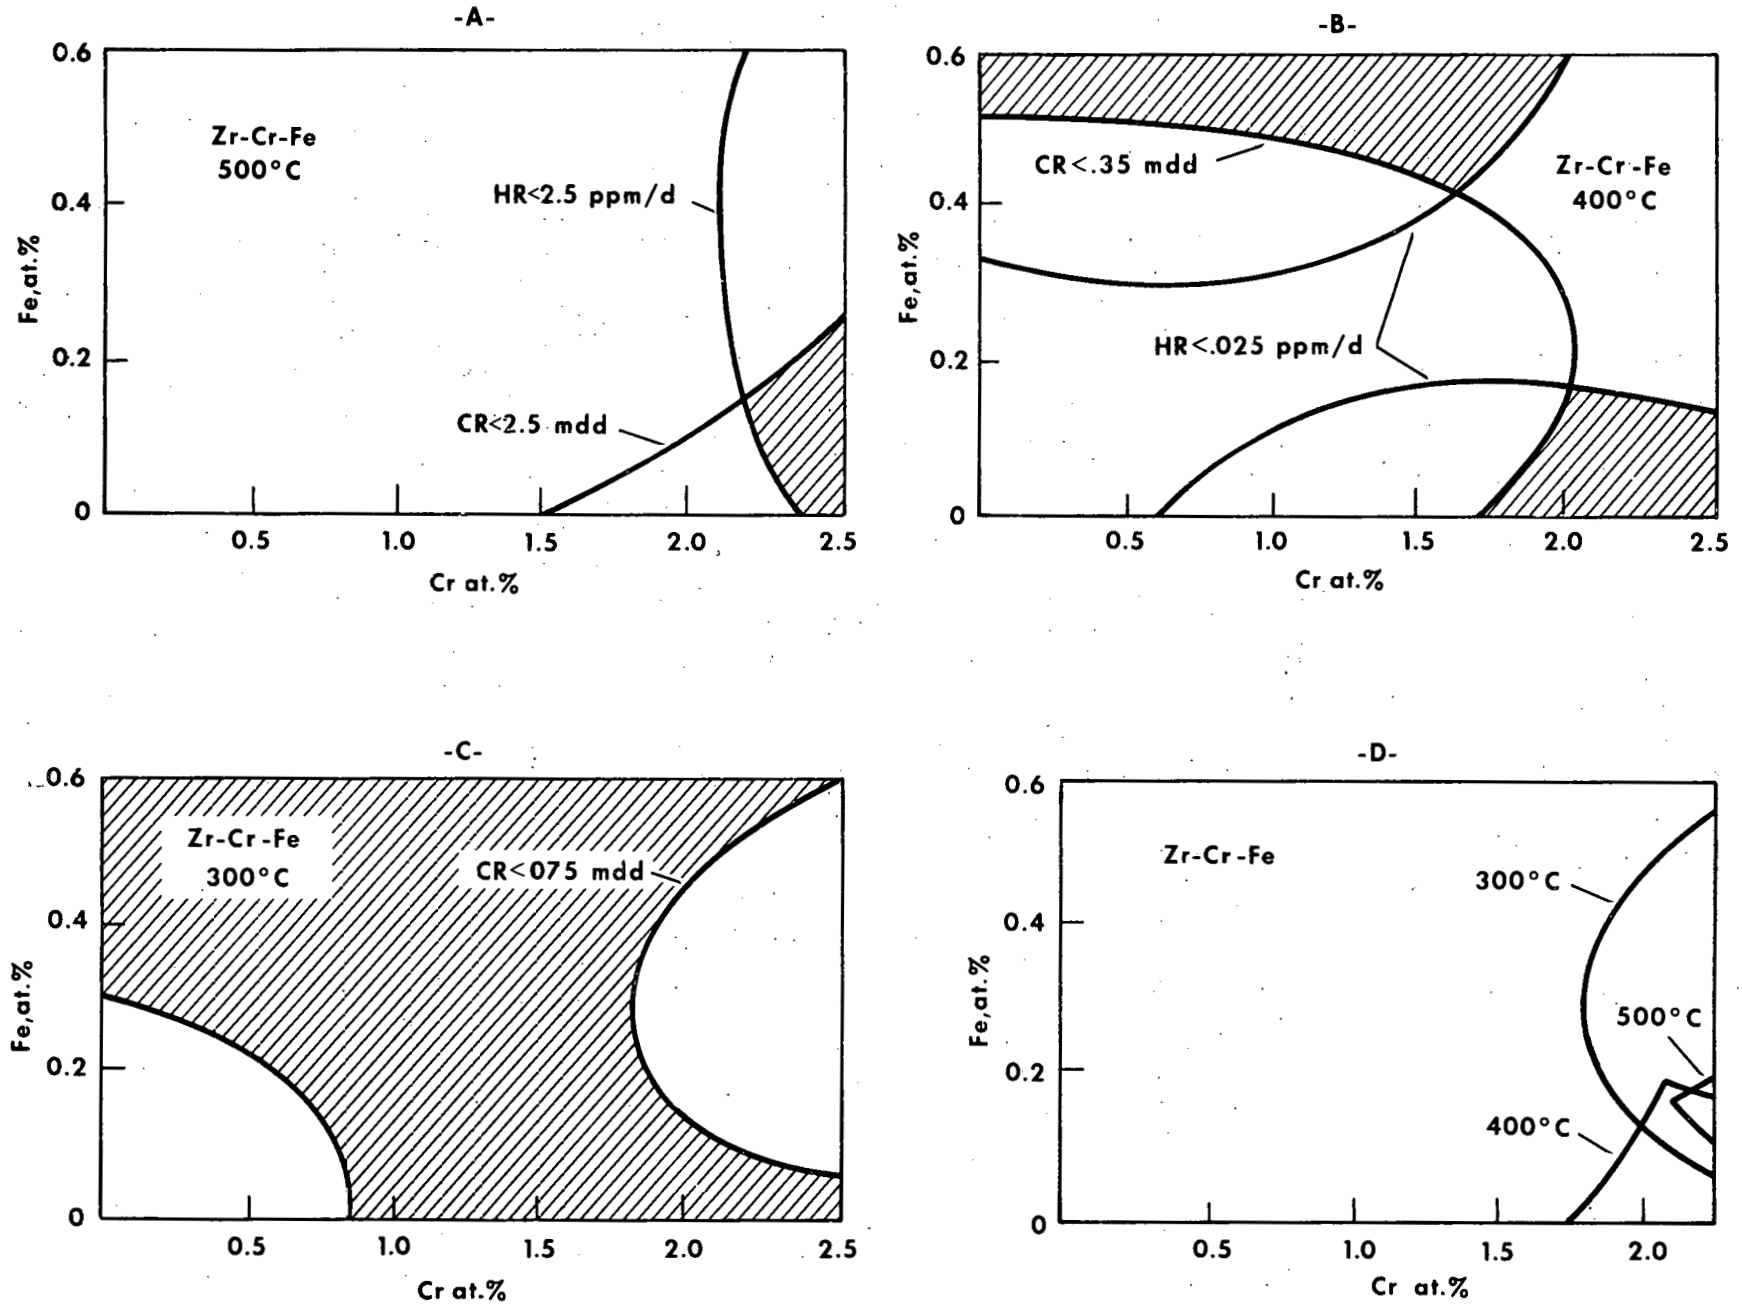 -A-
0.6
0.4
0.2
0
Fe,at.%
Zr-Cr-Fe
500°C
HR<2.5 ppm/d
CR<2.5 mdd
0.5
1.0
1.5
2.0
2.5
Cr at.%
-B-
0.6
0.4
0.2
0
Fe,at.%
CR<.35 mdd
Zr-Cr-Fe
400°C
HR<.025 ppm/d
0.5
1.0
1.5
2.0
2.5
Cr at.%
-C-
0.6
0.4
0.2
0
Fe,at.%
Zr-Cr-Fe
300°C
CR<075 mdd
0.5
1.0
1.5
2.0
2.5
Cr at.%
-D-
0.6
0.4
0.2
0
Fe,at.%
Zr-Cr-Fe
300°C
500°C
400°C
0.5
1.0
1.5
2.0
Cr at.%